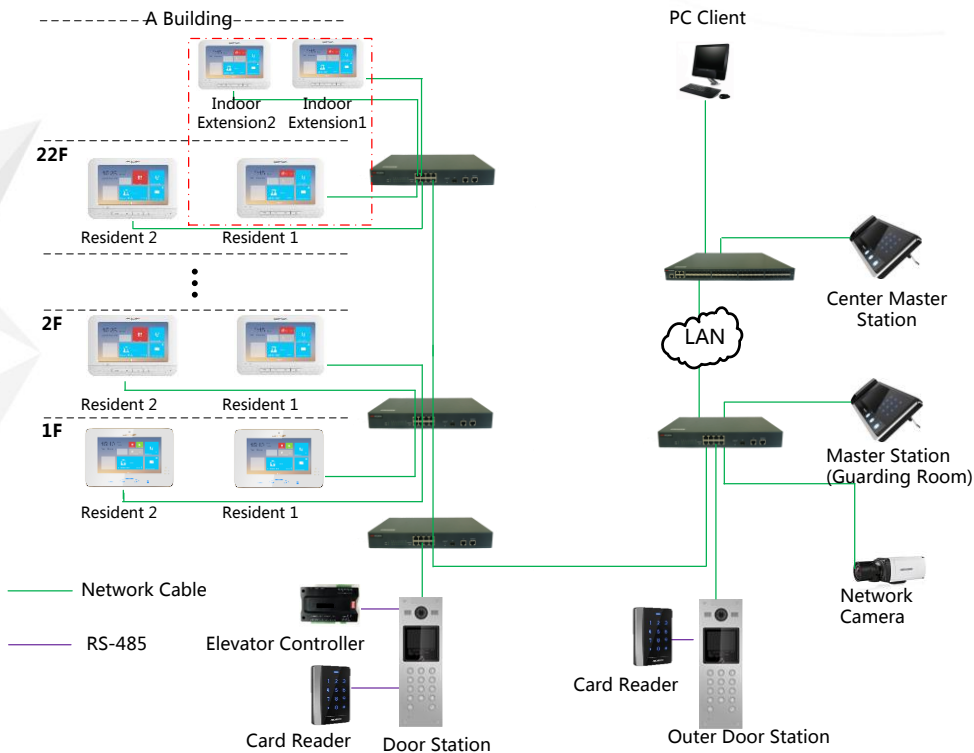 A Building
PC Client
Indoor
Extension2
Indoor
Extension1
22F
Resident 2
Resident 1
Center Master
Station
LAN
2F
Resident 2
Resident 1
1F
Master Station
(Guarding Room)
Resident 2
Resident 1
Network Cable
Network
Camera
RS-485
Elevator Controller
Card Reader
Card Reader
Door Station
Outer Door Station